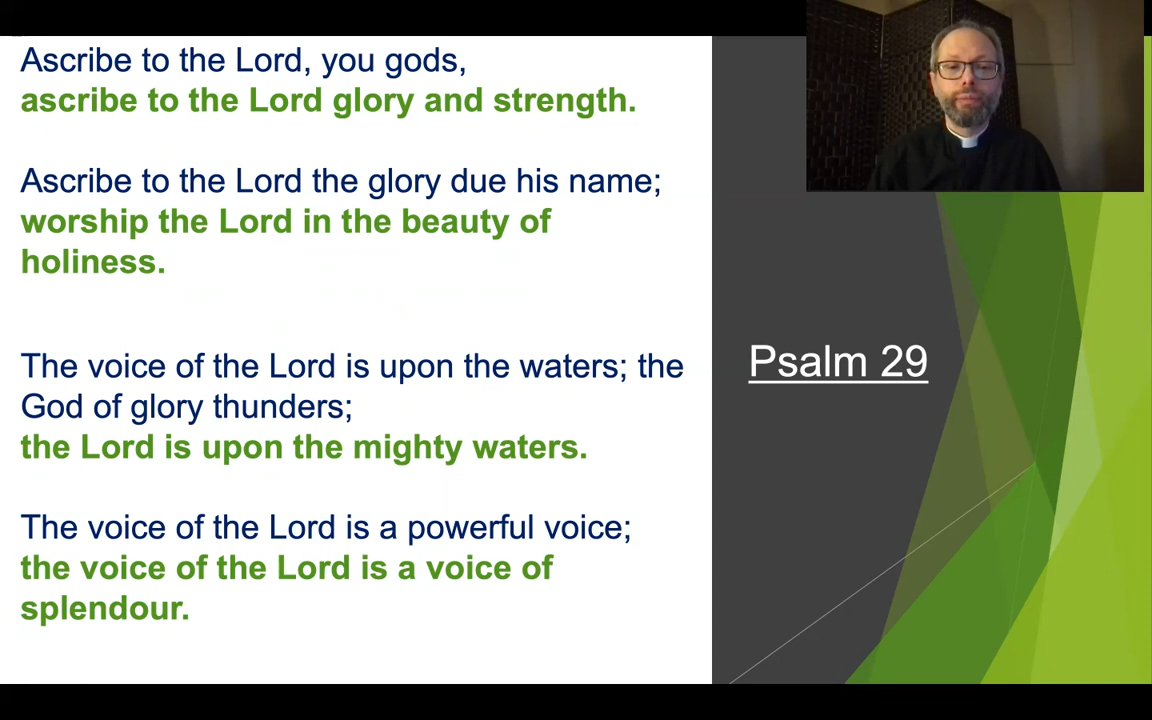 Ascribe to the Lord, you gods,
ascribe to the Lord glory and strength.
Ascribe to the Lord the glory due his name;
worship the Lord in the beauty of
holiness.
The voice of the Lord is upon the waters; the
God of glory thunders;
the Lord is upon the mighty waters.
The voice of the Lord is a powerful voice;
the voice of the Lord is a voice of
splendour.
Psalm 29